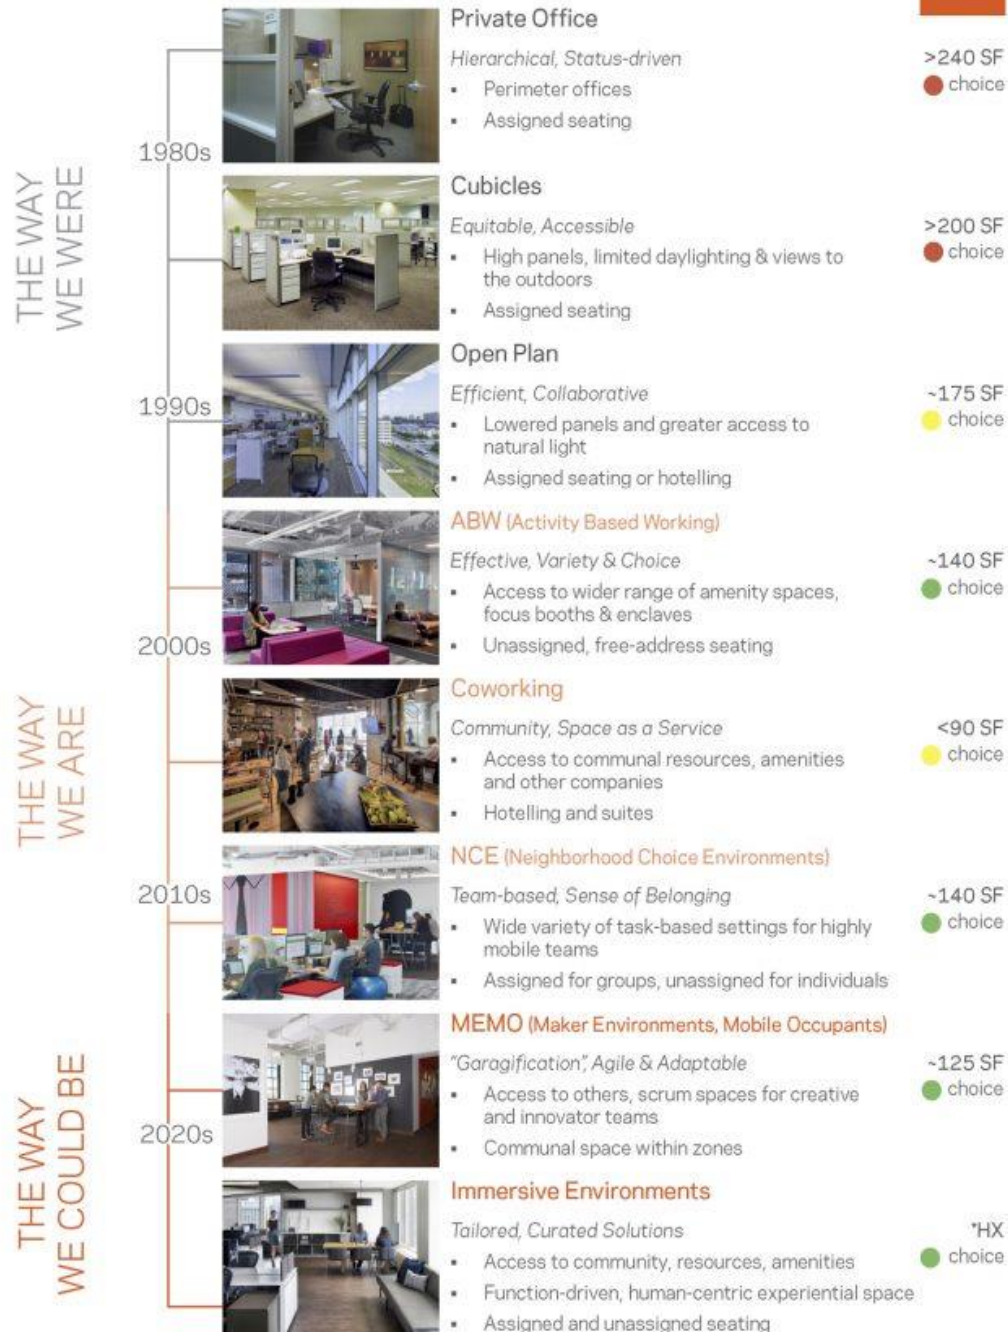 THE WAY
WE WERE
1980s
Private Office
Hierarchical, Status-driven
▪ Perimeter offices
▪ Assigned seating
>240 SF
choice
Cubicles
Equitable, Accessible
▪ High panels, limited daylighting & views to
the outdoors
▪ Assigned seating
>200 SF
choice
1990s
Open Plan
Efficient, Collaborative
▪ Lowered panels and greater access to
natural light
▪ Assigned seating or hotelling
~175 SF
choice
THE WAY
WE ARE
2000s
ABW (Activity Based Working)
Effective, Variety & Choice
▪ Access to wider range of amenity spaces,
focus booths & enclaves
▪ Unassigned, free-address seating
~140 SF
choice
Coworking
Community, Space as a Service
▪ Access to communal resources, amenities
and other companies
▪ Hotelling and suites
<90 SF
choice
2010s
NCE (Neighborhood Choice Environments)
Team-based, Sense of Belonging
▪ Wide variety of task-based settings for highly
mobile teams
▪ Assigned for groups, unassigned for individuals
~140 SF
choice
THE WAY
WE COULD BE
2020s
MEMO (Maker Environments, Mobile Occupants)
"Garagification", Agile & Adaptable
▪ Access to others, scrum spaces for creative
and innovator teams
▪ Communal space within zones
~125 SF
choice
Immersive Environments
Tailored, Curated Solutions
▪ Access to community, resources, amenities
▪ Function-driven, human-centric experiential space
▪ Assigned and unassigned seating
*HX
choice